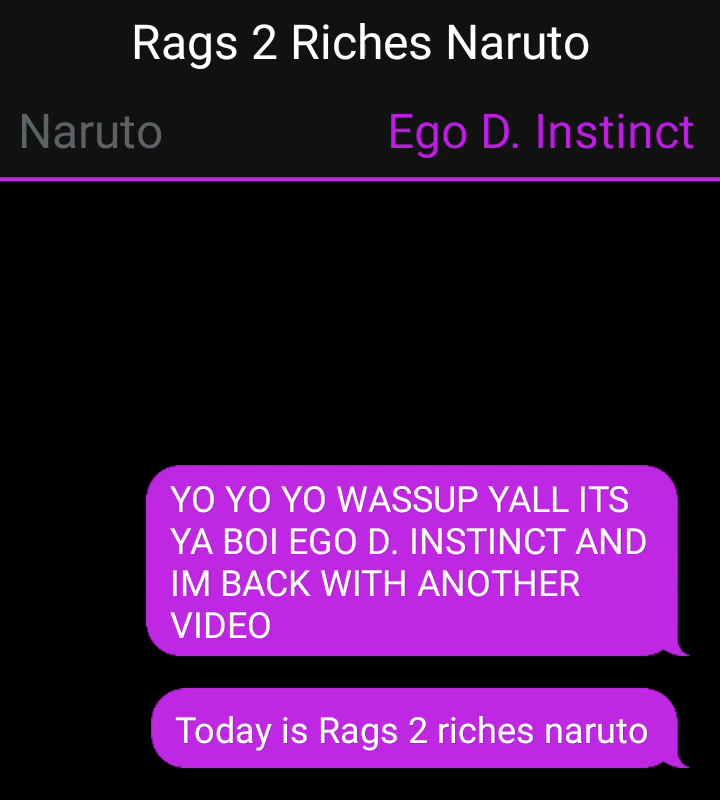 Rags 2 Riches Naruto
Naruto
Ego D. Instinct
YO YO YO WASSUP YALL ITS
YA BOI EGO D. INSTINCT AND
IM BACK WITH ANOTHER
VIDEO
Today is Rags 2 riches naruto